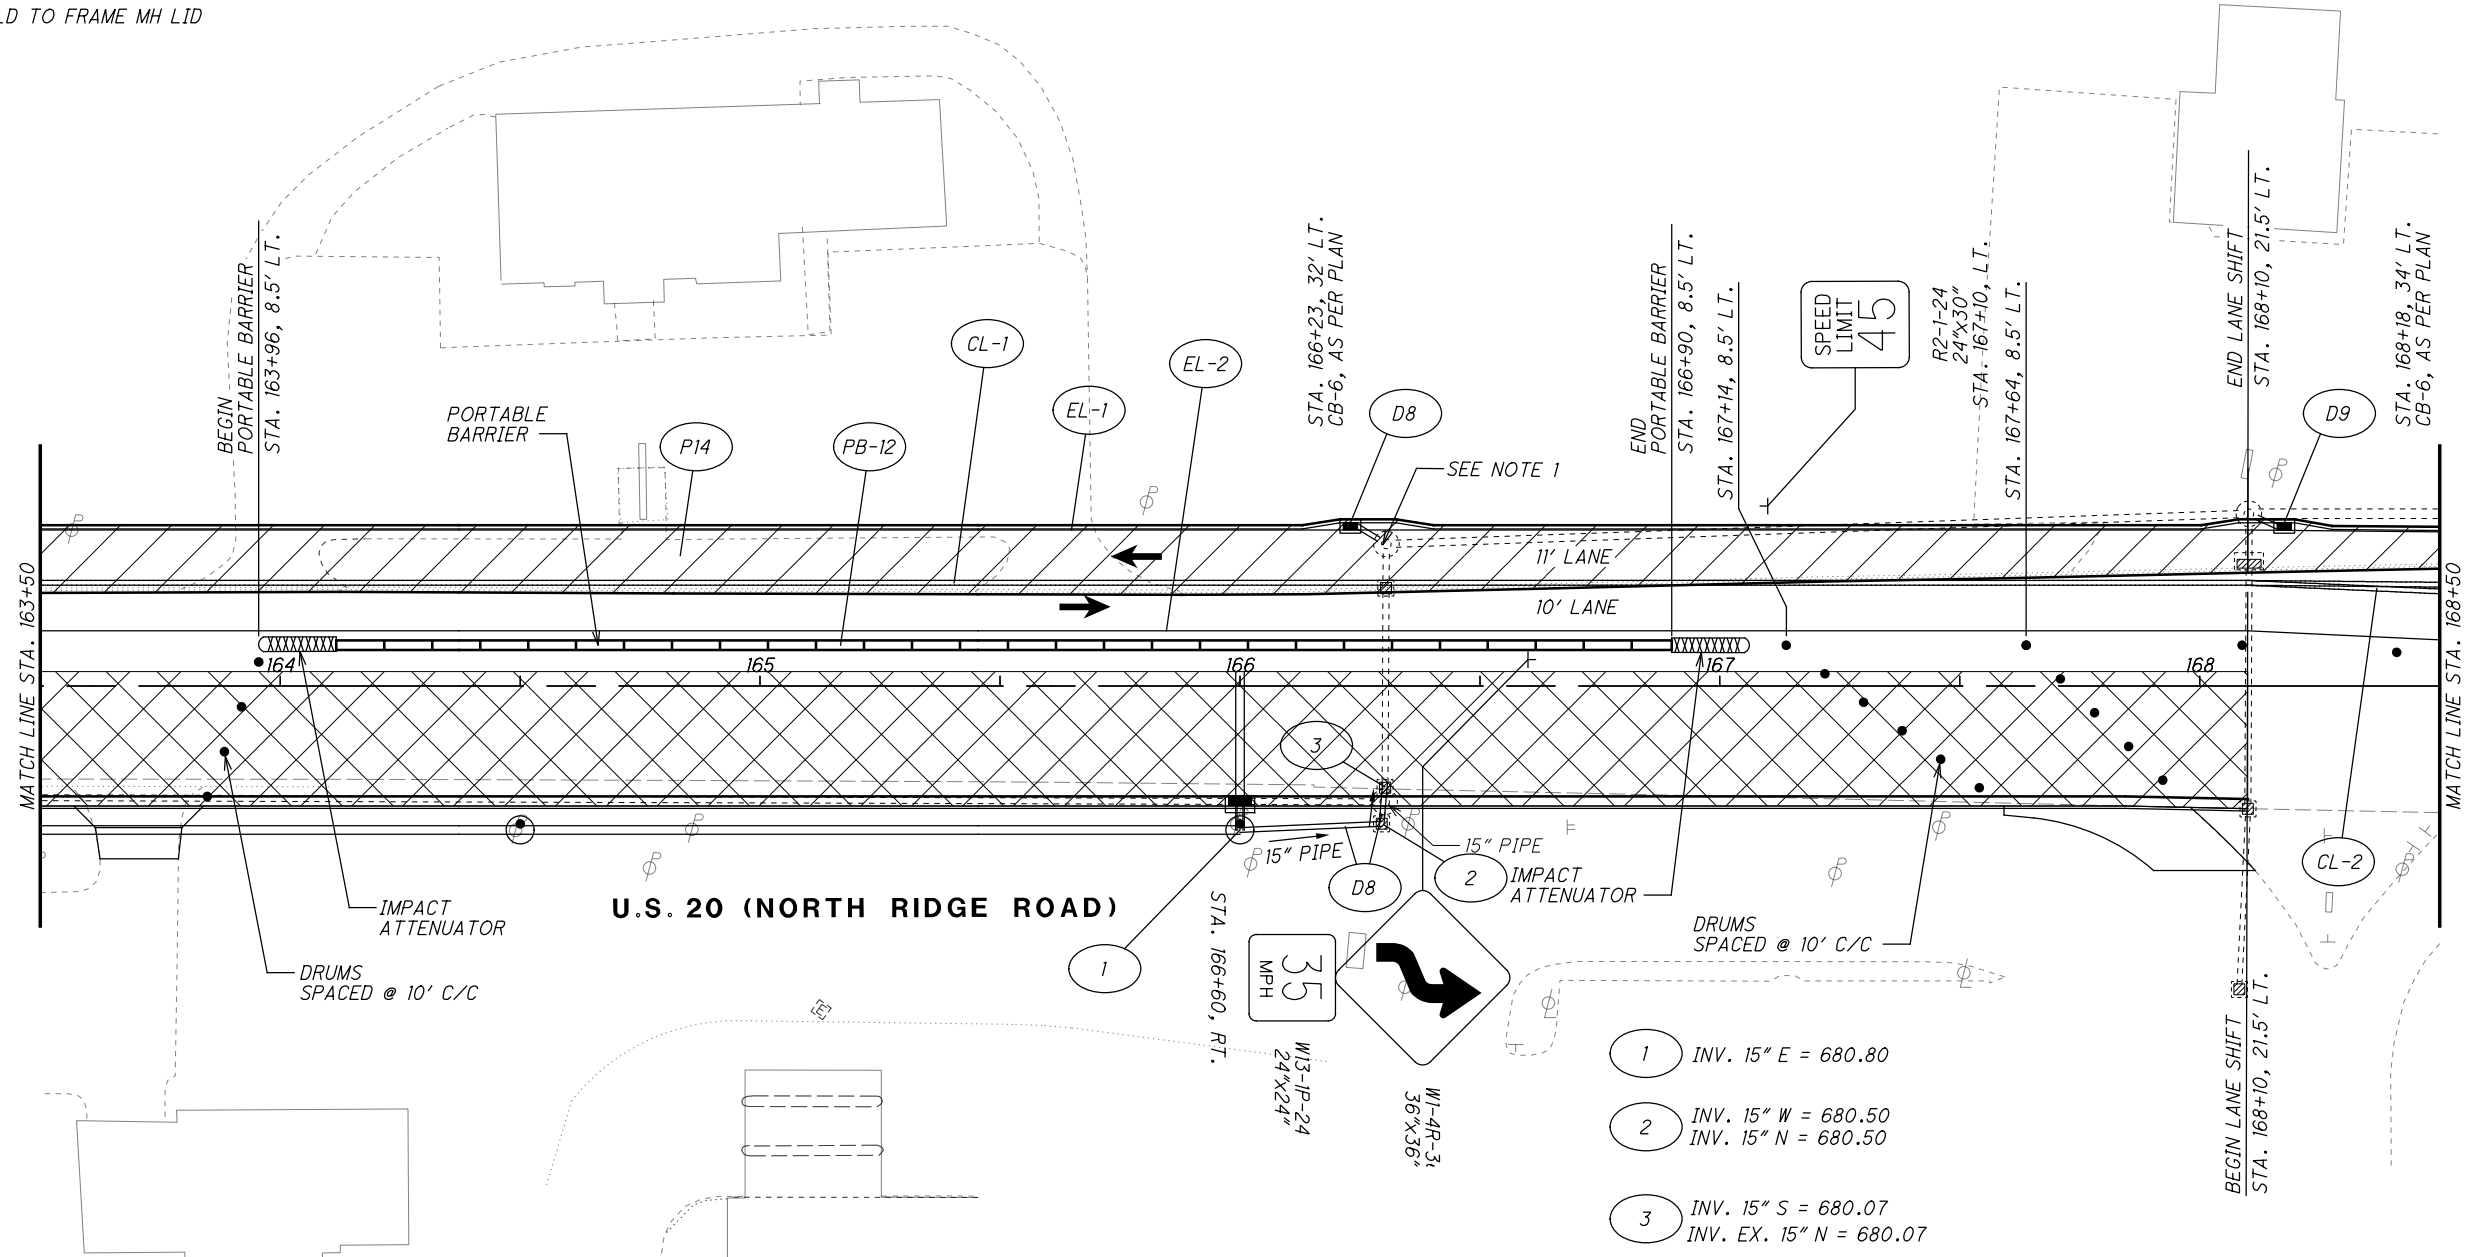 LD TO FRAME MH LID
BEGIN
PORTABLE BARRIER
STA. 163+96, 8.5' LT.
PORTABLE
BARRIER
P14
PB-12
CL-1
EL-1
EL-2
STA. 166+23, 32' LT.
CB-6, AS PER PLAN
D8
SEE NOTE 1
END
PORTABLE BARRIER
STA. 166+90, 8.5' LT.
STA. 167+14, 8.5' LT.
SPEED
LIMIT
45
R2-1-24
24"x30"
STA. 167+10, LT.
STA. 167+64, 8.5' LT.
END LANE SHIFT
STA. 168+10, 21.5' LT.
D9
STA. 168+18, 34' LT.
CB-6, AS PER PLAN
MATCH LINE STA. 163+50
11' LANE
10' LANE
MATCH LINE STA. 168+50
164
165
166
167
168
3
15" PIPE
15" PIPE
D8
2
IMPACT
ATTENUATOR
CL-2
IMPACT
ATTENUATOR
U.S. 20 (NORTH RIDGE ROAD)
DRUMS
SPACED @ 10' C/C
DRUMS
SPACED @ 10' C/C
1
STA. 166+60, RT.
35
MPH
W13-1P-24
24"x24"
W1-4R-3
36"x36"
E
BEGIN LANE SHIFT
STA. 168+10, 21.5' LT.
1 INV. 15" E = 680.80
2 INV. 15" W = 680.50
INV. 15" N = 680.50
3 INV. 15" S = 680.07
INV. EX. 15" N = 680.07